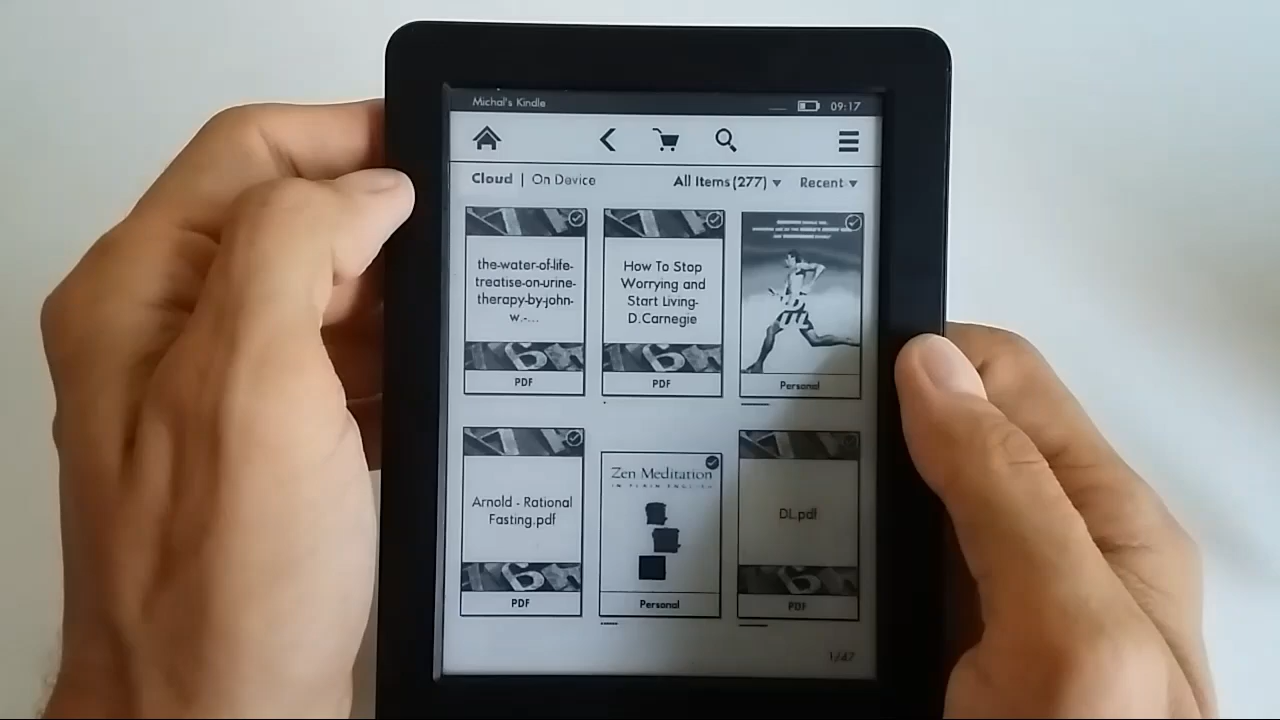 Michal's Kindle 09:17
Cloud | On Device All Items (277) Recent
the-water-of-life-
treatise-on-urine-
therapy-by-john-
w.-...
PDF
How To Stop
Worrying and
Start Living-
D.Carnegie
PDF
Personal
Arnold - Rational
Fasting.pdf
PDF
Zen Meditation
IN PLAIN ENGLISH
Personal
DL.pdf
PDF
1/47